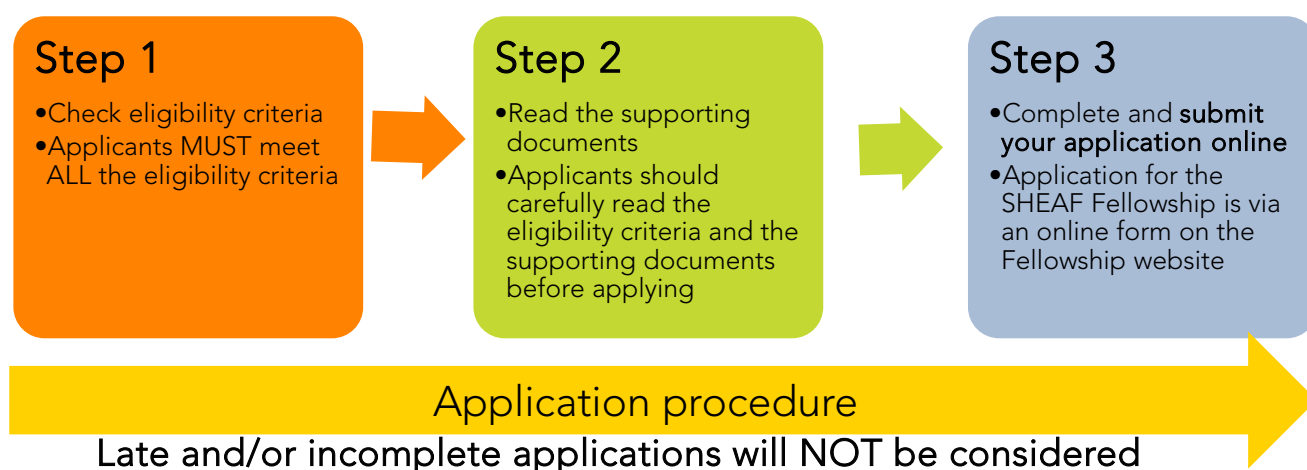 Step 1
•Check eligibility criteria
•Applicants MUST meet
ALL the eligibility criteria
Step 2
•Read the supporting
documents
•Applicants should
carefully read the
eligibility criteria and the
supporting documents
before applying
Step 3
•Complete and submit
your application online
•Application for the
SHEAF Fellowship is via
an online form on the
Fellowship website
Application procedure
Late and/or incomplete applications will NOT be considered